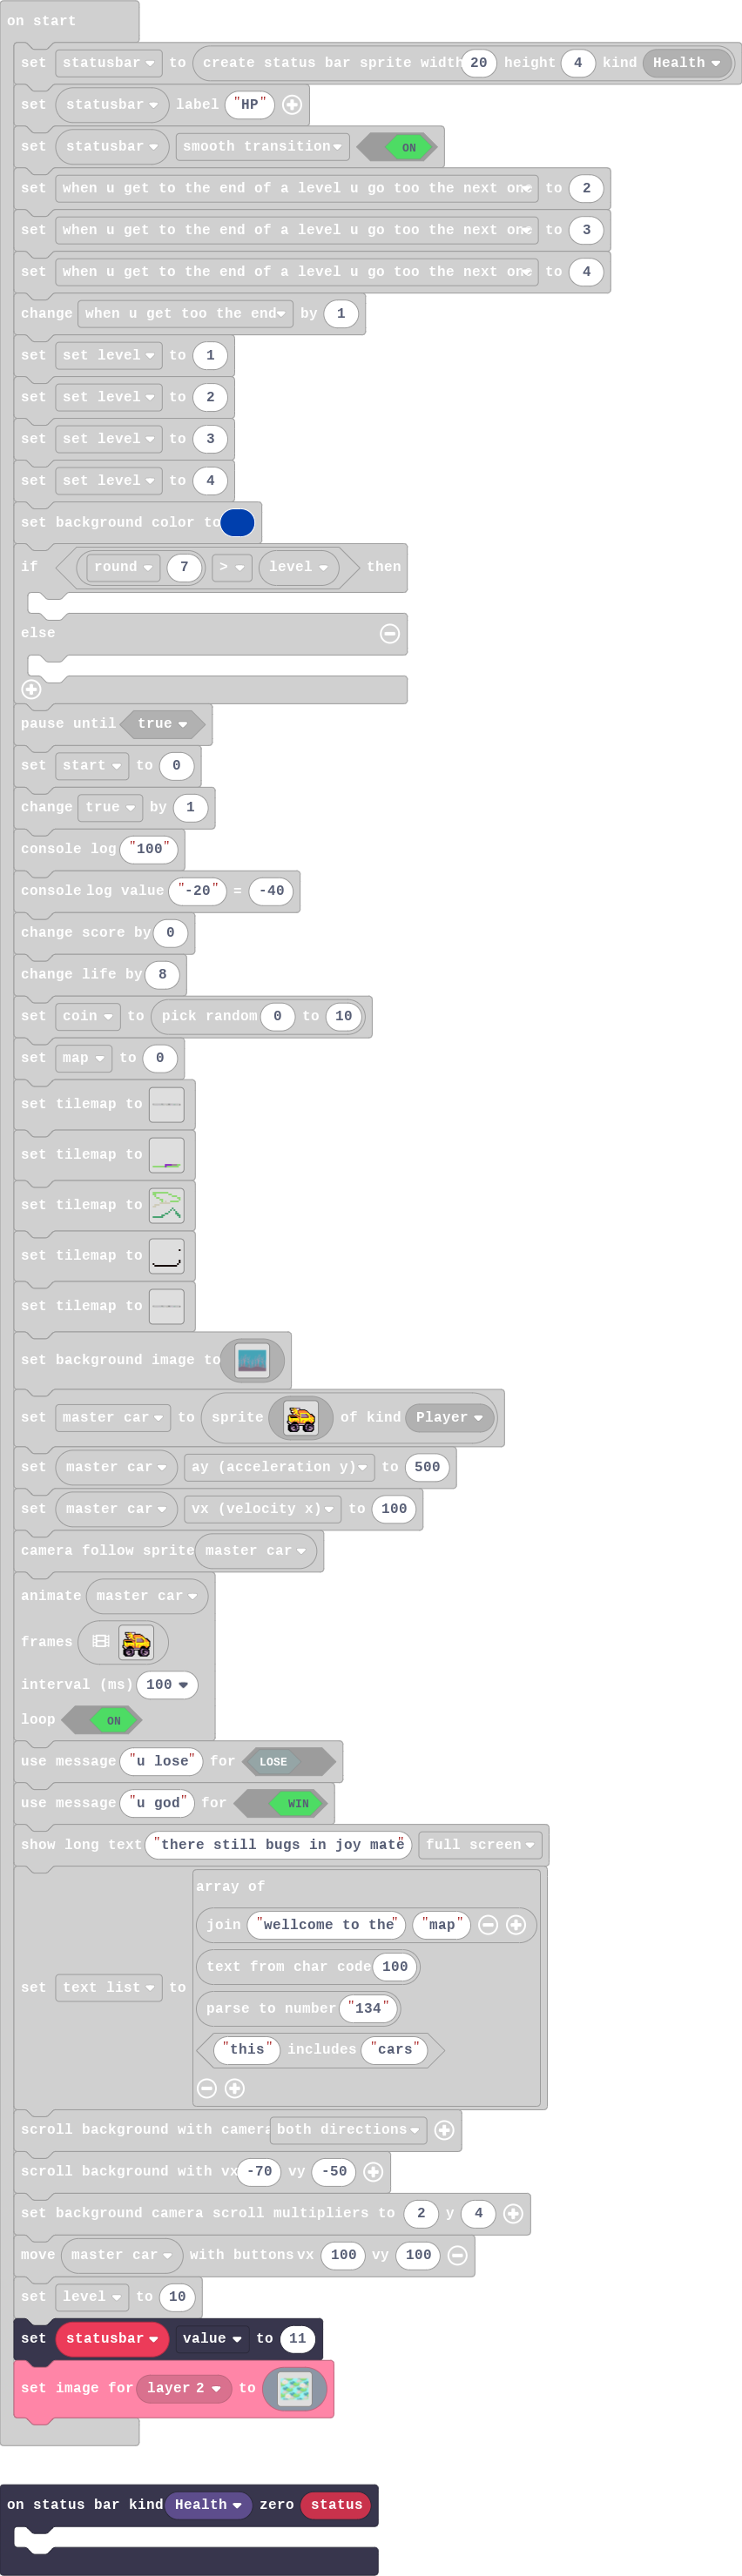 on start
set statusbar to create status bar sprite width 20 height 4 kind Health
set statusbar label "HP"
set statusbar smooth transition ON
set when u get to the end of a level u go too the next one to 2
set when u get to the end of a level u go too the next one to 3
set when u get to the end of a level u go too the next one to 4
change when u get too the end by 1
set set level to 1
set set level to 2
set set level to 3
set set level to 4
set background color to
if round 7 > level then
else
pause until true
set start to 0
change true by 1
console log "100"
console log value "-20" = -40
change score by 0
change life by 8
set coin to pick random 0 to 10
set map to 0
set tilemap to
set tilemap to
set tilemap to
set tilemap to
set tilemap to
set background image to
set master car to sprite of kind Player
set master car ay (acceleration y) to 500
set master car vx (velocity x) to 100
camera follow sprite master car
animate master car
frames
interval (ms) 100
loop ON
use message "u lose" for LOSE
use message "u god" for WIN
show long text "there still bugs in joy mate" full screen
set text list to array of
join "wellcome to the" "map"
text from char code 100
parse to number "134"
"this" includes "cars"
scroll background with camera both directions
scroll background with vx -70 vy -50
set background camera scroll multipliers to 2 y 4
move master car with buttons vx 100 vy 100
set level to 10
set statusbar value to 11
set image for layer 2 to
on status bar kind Health zero status